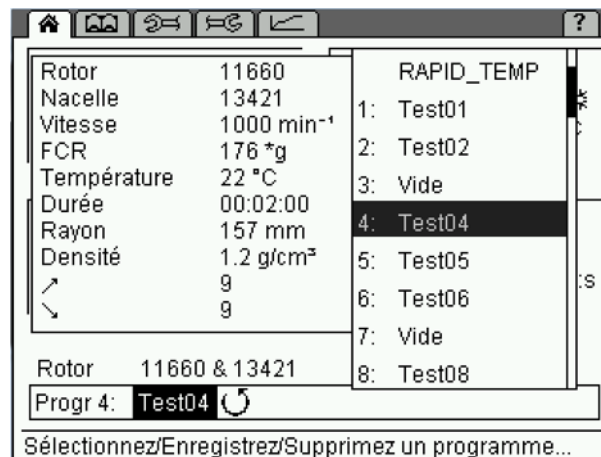 ?
Rotor 11660
Nacelle 13421
Vitesse 1000 min⁻¹
FCR 176 *g
Température 22 °C
Durée 00:02:00
Rayon 157 mm
Densité 1.2 g/cm³
↗ 9
↘ 9
RAPID_TEMP
1: Test01
2: Test02
3: Vide
4: Test04
5: Test05
6: Test06
7: Vide
8: Test08
Rotor 11660 & 13421
Progr 4: Test04
Sélectionnez/Enregistrez/Supprimez un programme...